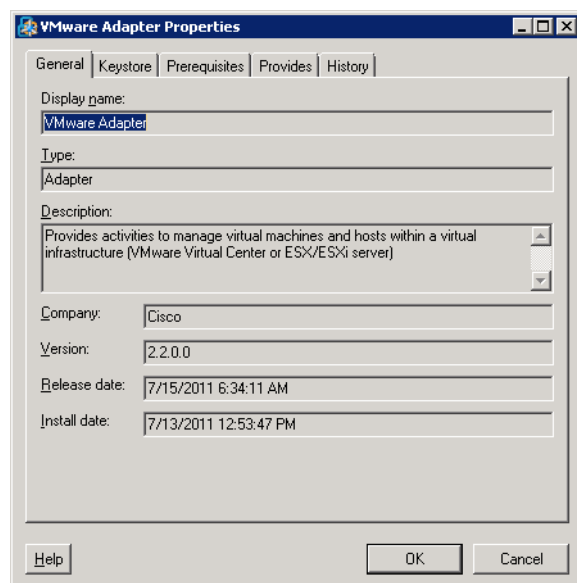 VMware Adapter Properties
General Keystore Prerequisites Provides History
Display name:
VMware Adapter
Type:
Adapter
Description:
Provides activities to manage virtual machines and hosts within a virtual
infrastructure (VMware Virtual Center or ESX/ESXi server)
Company: Cisco
Version: 2.2.0.0
Release date: 7/15/2011 6:34:11 AM
Install date: 7/13/2011 12:53:47 PM
Help OK Cancel